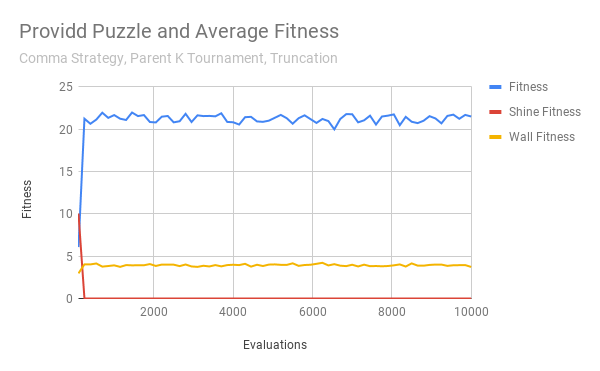 Providd Puzzle and Average Fitness
Comma Strategy, Parent K Tournament, Truncation
25
20
15
10
5
0
2000
4000
6000
8000
10000
Fitness
Evaluations
Fitness
Shine Fitness
Wall Fitness